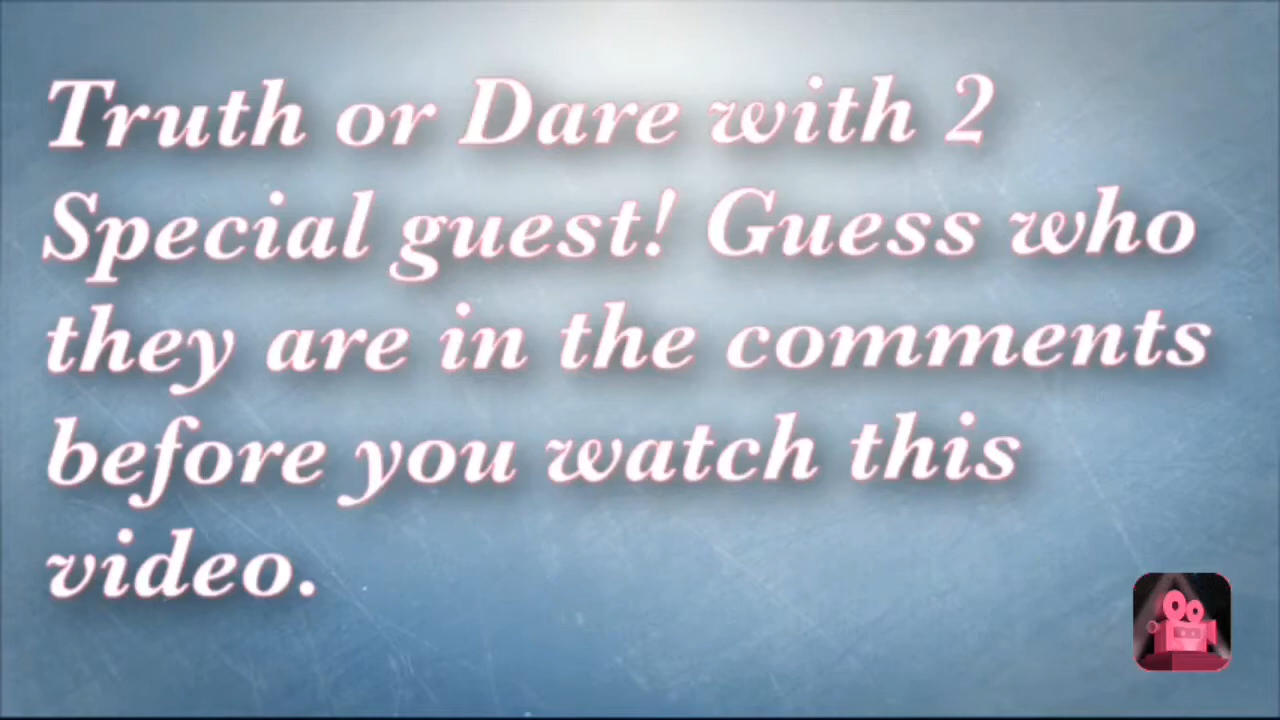 Truth or Dare with 2
Special guest! Guess who
they are in the comments
before you watch this
video.